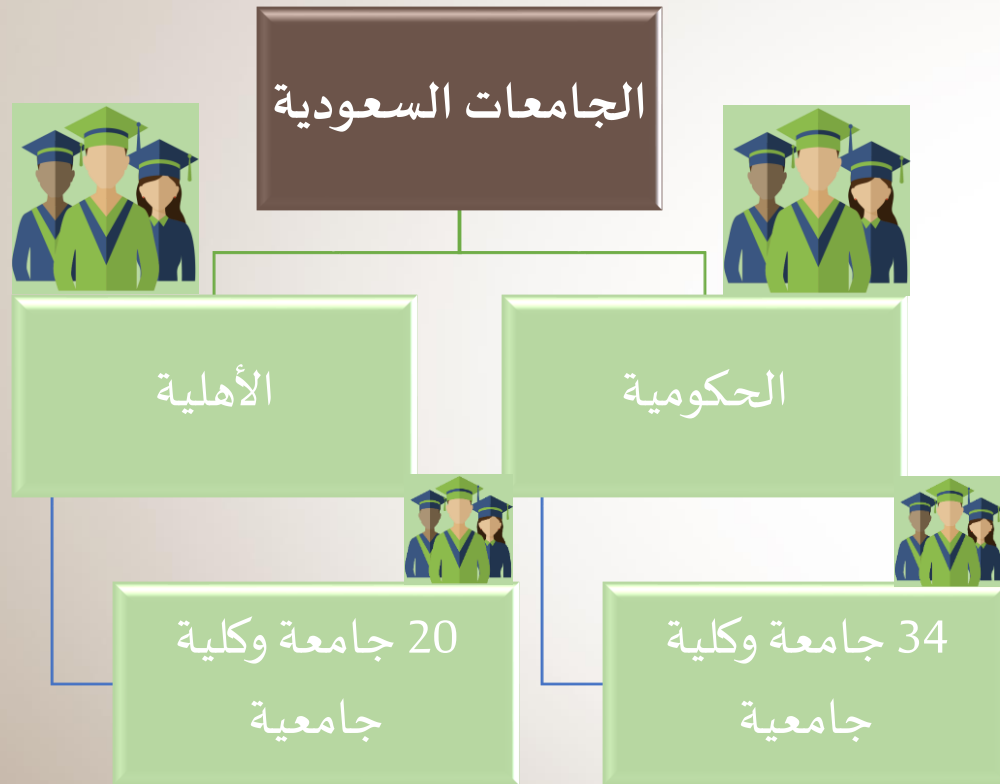 الجامعات السعودية
الحكومية
34 جامعة وكلية
جامعية
الأهلية
20 جامعة وكلية
جامعية